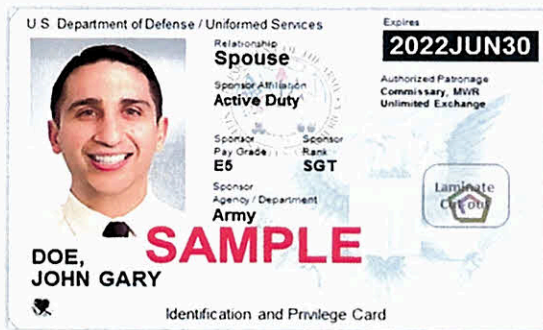 U.S. Department of Defense / Uniformed Services
Expires
2022JUN30
Relationship
Spouse
Sponsor Affiliation
Active Duty
Authorized Patronage
Commissary, MWR
Unlimited Exchange
Sponsor
Pay Grade
E5
Sponsor
Rank
SGT
Sponsor
Agency / Department
Army
Laminate
Cut-out
SAMPLE
DOE,
JOHN GARY
Identification and Privilege Card